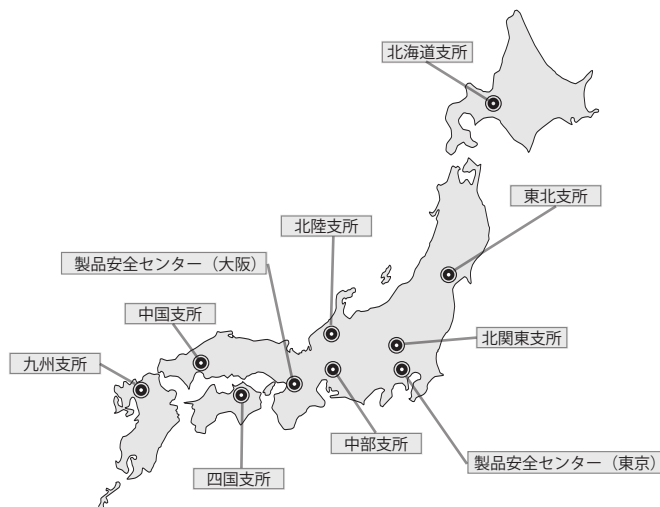 北海道支所
東北支所
北陸支所
製品安全センター（大阪）
中国支所
北関東支所
九州支所
中部支所
製品安全センター（東京）
四国支所